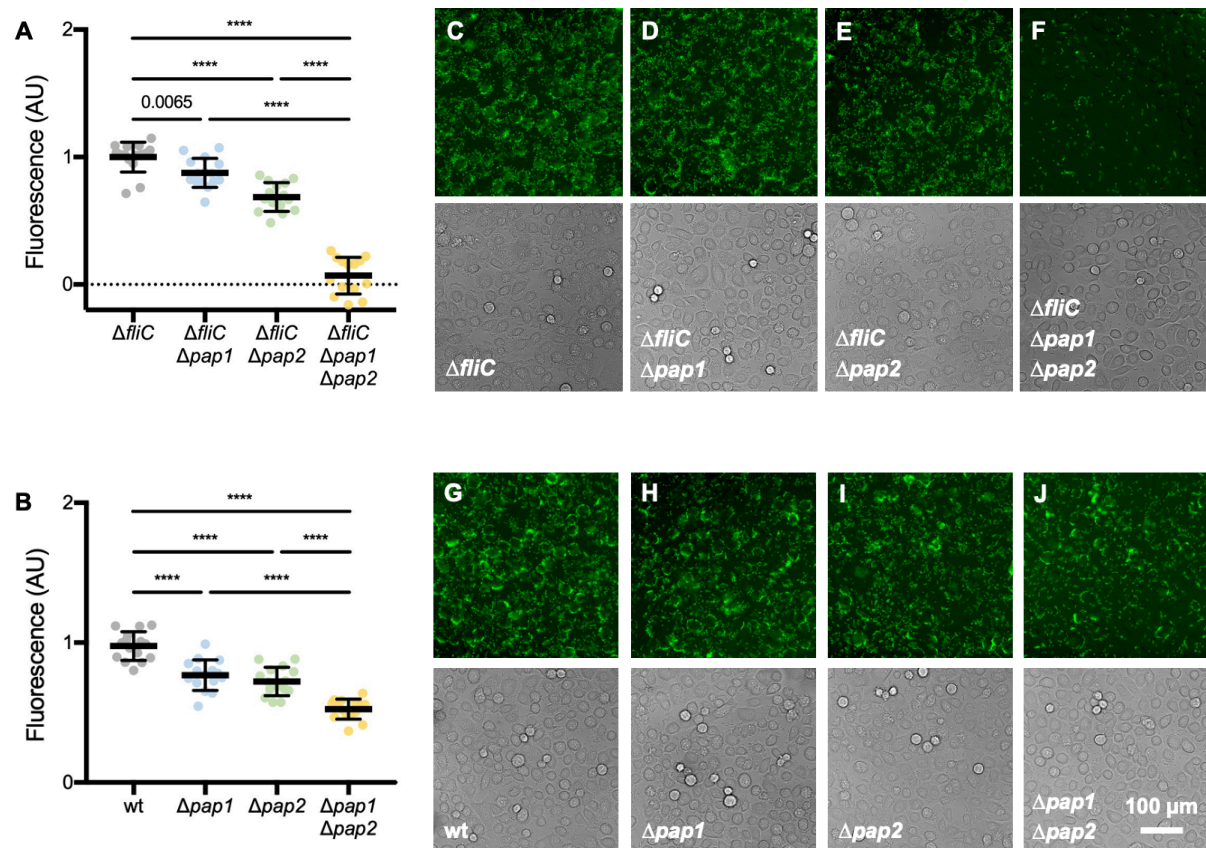 A
Fluorescence (AU)
2
1
0
****
****
****
0.0065
****
ΔfliC
ΔfliC
Δpap1
ΔfliC
Δpap2
ΔfliC
Δpap1
Δpap2
C
D
E
F
ΔfliC
ΔfliC
Δpap1
ΔfliC
Δpap2
ΔfliC
Δpap1
Δpap2
B
Fluorescence (AU)
2
1
0
****
****
****
****
****
wt
Δpap1
Δpap2
Δpap1
Δpap2
G
H
I
J
wt
Δpap1
Δpap2
Δpap1
Δpap2
100 µm